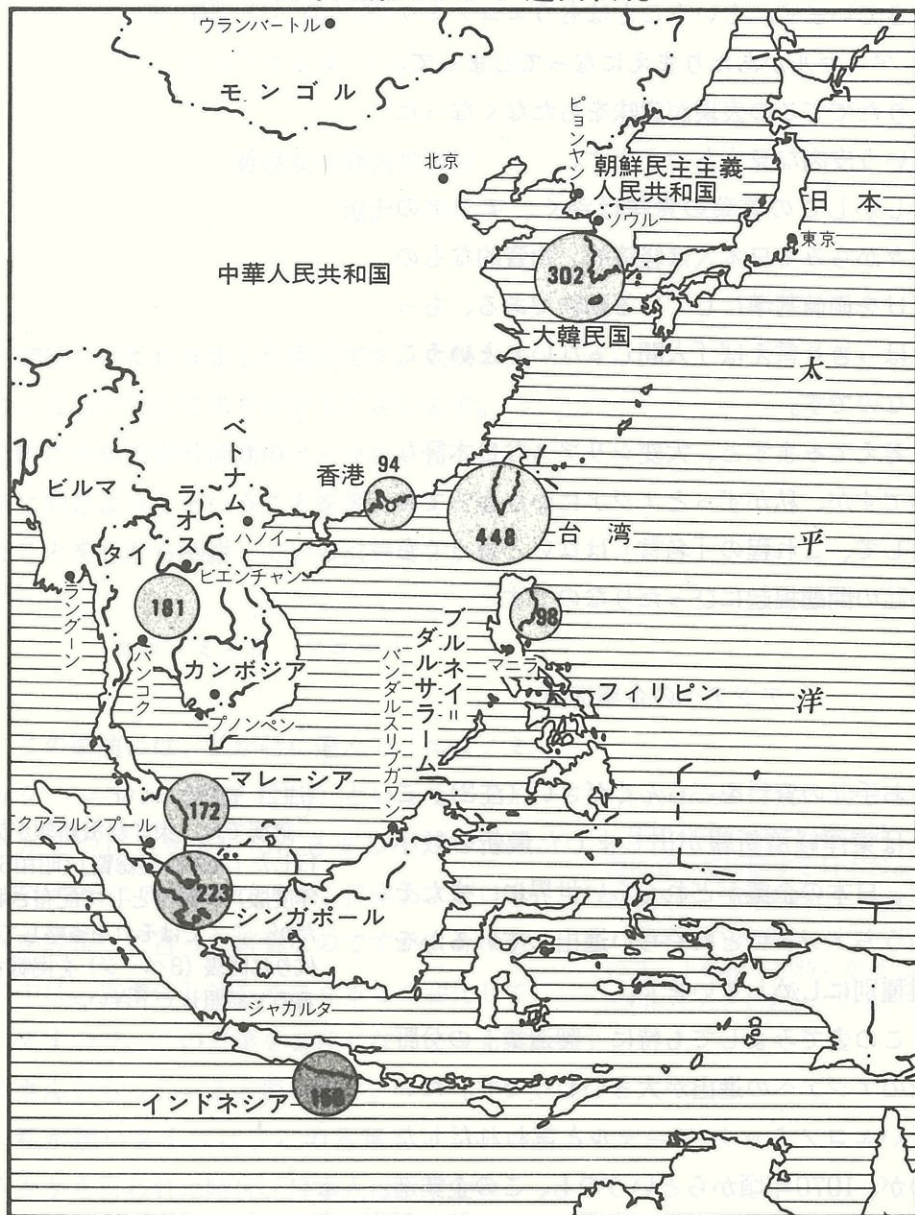 ウランバートル
モンゴル
北京
ピョンヤン
朝鮮民主主義
人民共和国
ソウル
日本
東京
中華人民共和国
302
大韓民国
太平洋
ベトナム
香港
94
ビルマ
ラオス
ハノイ
448
台湾
タイ
ビエンチャン
ラングーン
181
98
マニラ
バンコク
カンボジア
プノンペン
ブルネイ=
ダルサラーム
バンダルスリブガワン
フィリピン
マレーシア
172
クアラルンプール
223
シンガポール
ジャカルタ
インドネシア